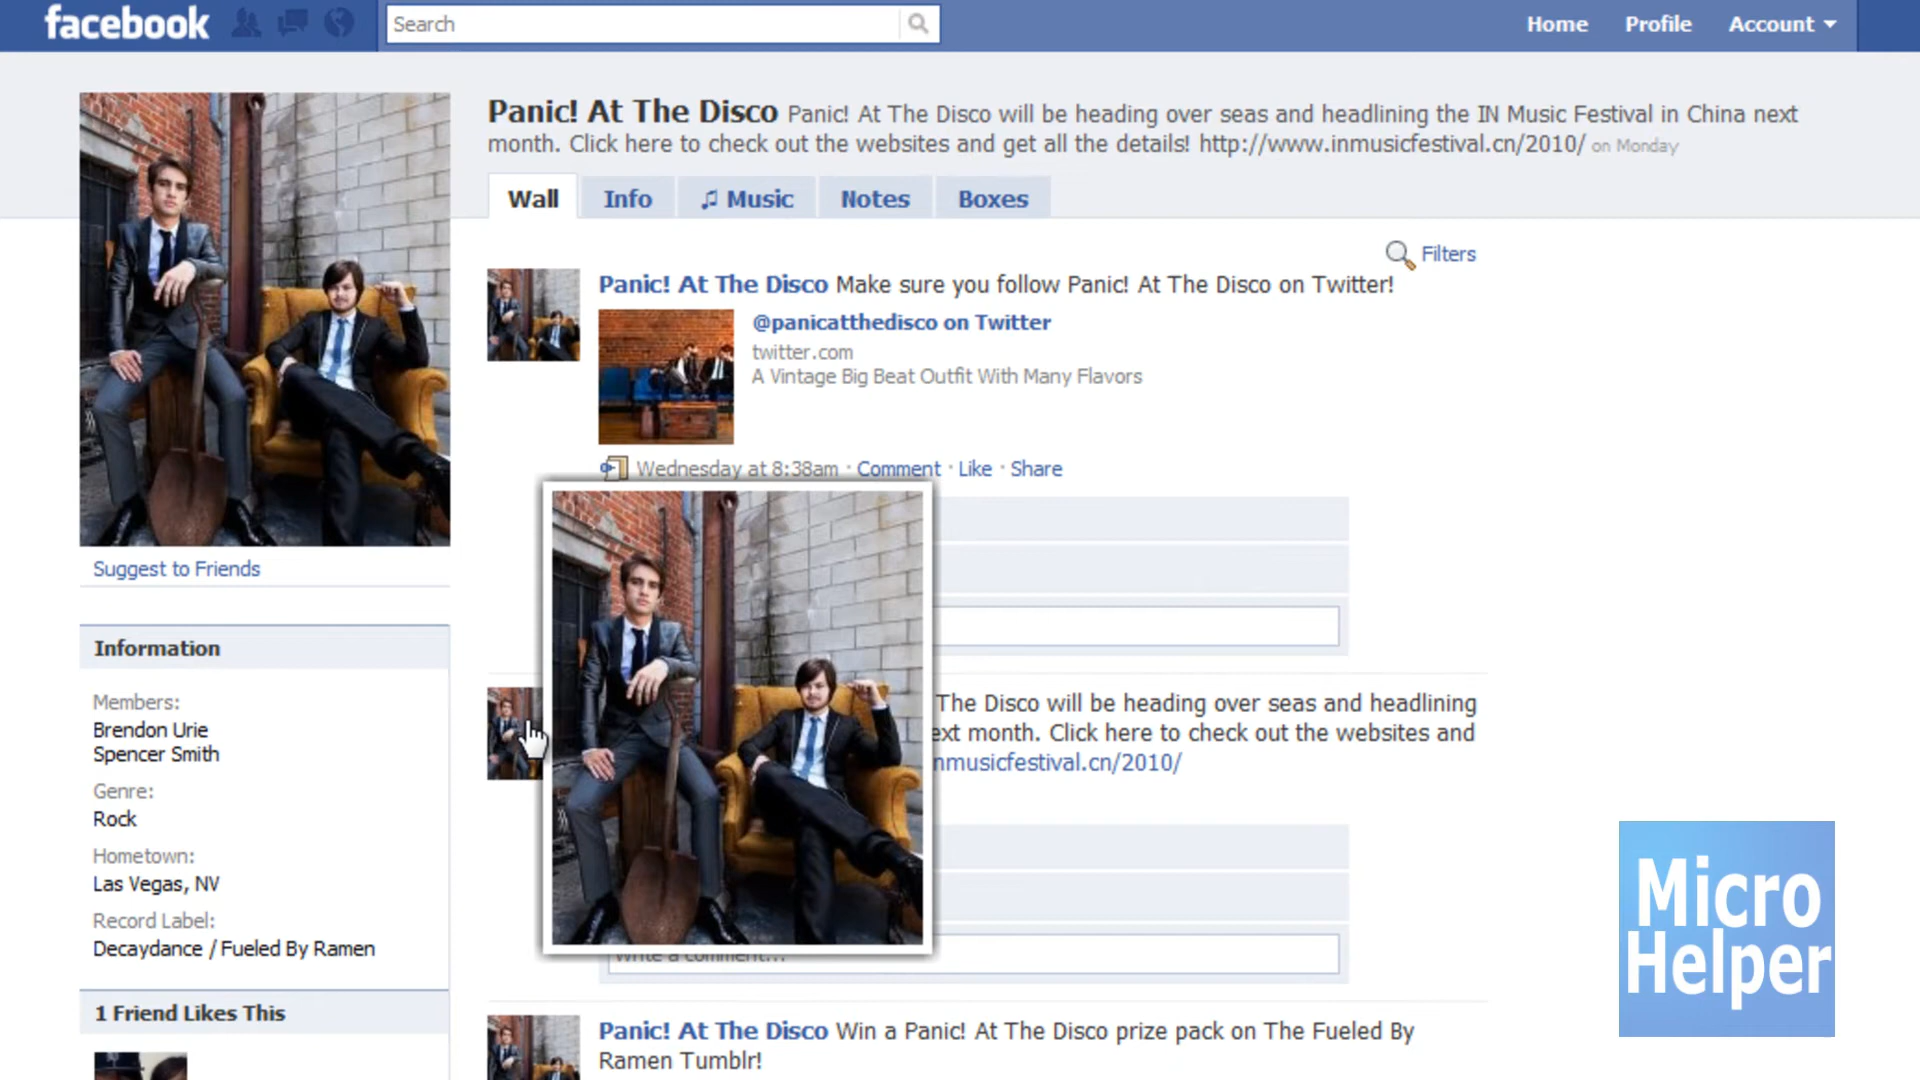 facebook
Search
Home Profile Account
Panic! At The Disco Panic! At The Disco will be heading over seas and headlining the IN Music Festival in China next
month. Click here to check out the websites and get all the details! http://www.inmusicfestival.cn/2010/ on Monday
Wall Info Music Notes Boxes
Filters
Panic! At The Disco Make sure you follow Panic! At The Disco on Twitter!
@panicatthedisco on Twitter
twitter.com
A Vintage Big Beat Outfit With Many Flavors
Wednesday at 8:38am · Comment · Like · Share
Suggest to Friends
Information
Members:
Brendon Urie
Spencer Smith
Genre:
Rock
Hometown:
Las Vegas, NV
Record Label:
Decaydance / Fueled By Ramen
1 Friend Likes This
The Disco will be heading over seas and headlining
month. Click here to check out the websites and
nmusicfestival.cn/2010/
Write a comment...
Panic! At The Disco Win a Panic! At The Disco prize pack on The Fueled By
Ramen Tumblr!
Micro
Helper